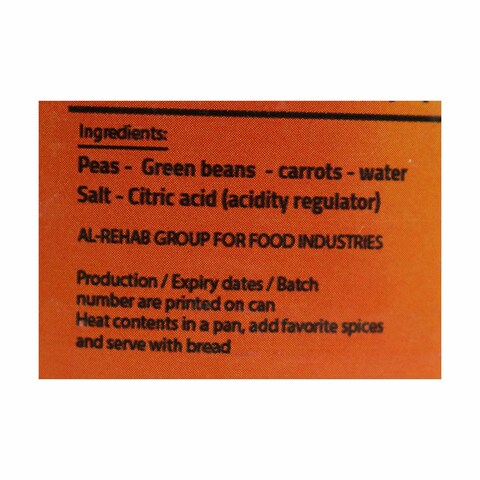 Ingredients:
Peas - Green beans - carrots - water
Salt - Citric acid (acidity regulator)
AL-REHAB GROUP FOR FOOD INDUSTRIES
Production / Expiry dates / Batch
number are printed on can
Heat contents in a pan, add favorite spices
and serve with bread